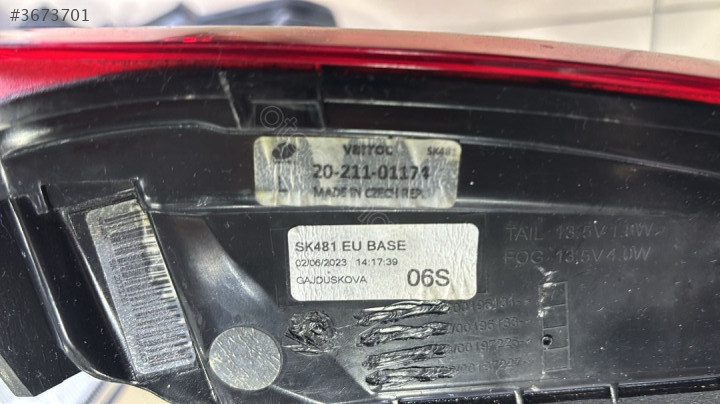 #3673701
varroc SK481
20-211-01174
L MADE IN CZECH REP.
SK481 EU BASE
02/06/2023 14:17:39
GAJDUSKOVA 06S
TAIL 13,5V 1.8W
FOG 13,5V 4.0W